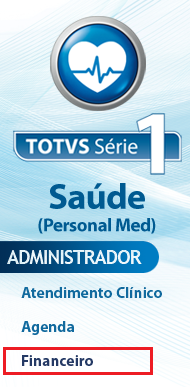 TOTVS Série 1
Saúde
(Personal Med)
ADMINISTRADOR
Atendimento Clínico
Agenda
Financeiro